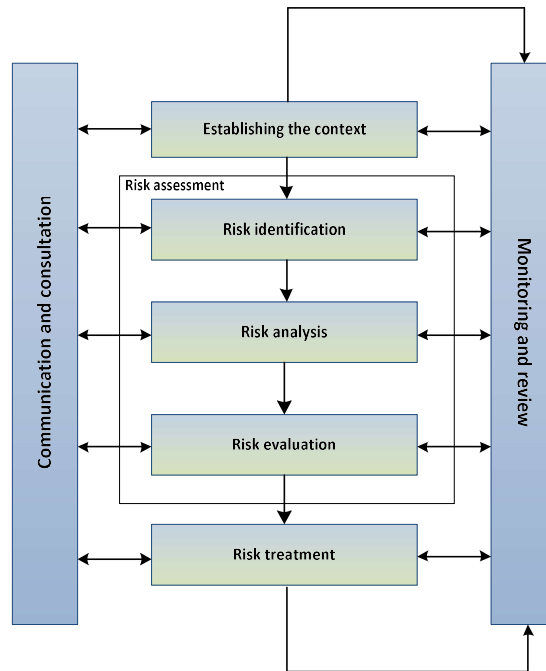 Communication and consultation
Establishing the context
Risk assessment
Risk identification
Risk analysis
Risk evaluation
Risk treatment
Monitoring and review